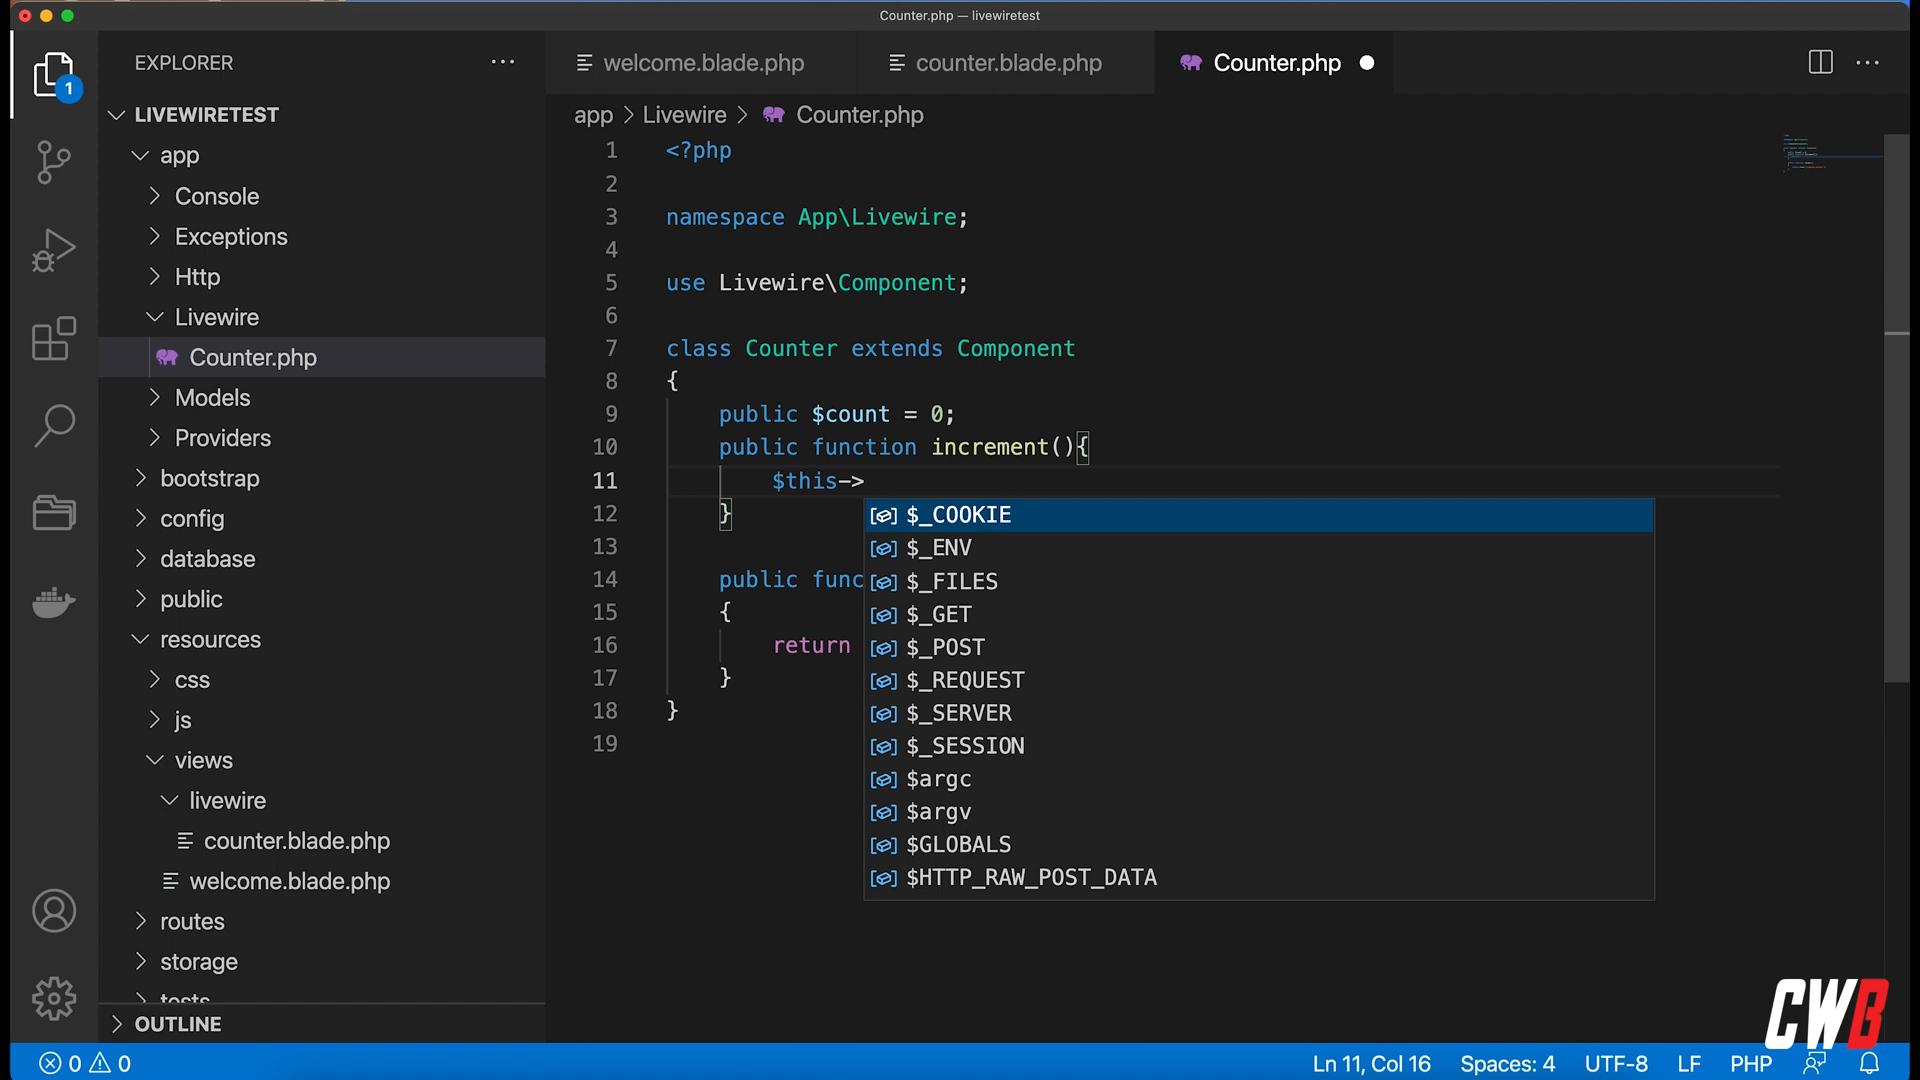 Counter.php — livewiretest
EXPLORER
welcome.blade.php
counter.blade.php
Counter.php
1
LIVEWIRETEST
app
Console
Exceptions
Http
Livewire
Counter.php
Models
Providers
bootstrap
config
database
public
resources
css
js
views
livewire
counter.blade.php
welcome.blade.php
routes
storage
tests
OUTLINE
app > Livewire > Counter.php
1 <?php
2
3 namespace App\Livewire;
4
5 use Livewire\Component;
6
7 class Counter extends Component
8 {
9 public $count = 0;
10 public function increment(){
11 $this->
12 }
13
14 public func
15 {
16 return
17 }
18 }
19
$_COOKIE
$_ENV
$_FILES
$_GET
$_POST
$_REQUEST
$_SERVER
$_SESSION
$argc
$argv
$GLOBALS
$HTTP_RAW_POST_DATA
CWB
0 0
Ln 11, Col 16 Spaces: 4 UTF-8 LF PHP